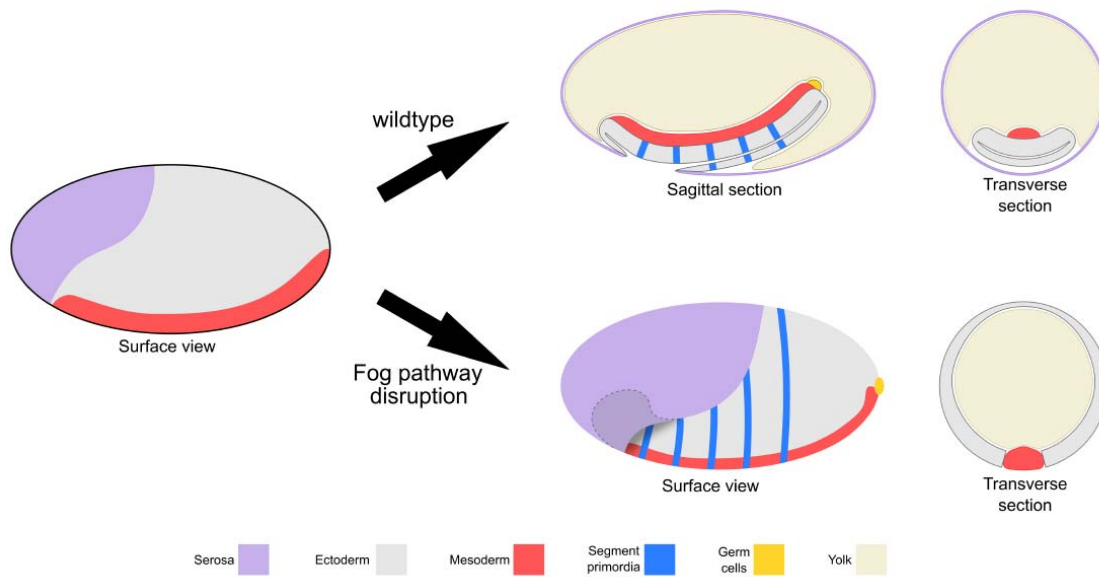 wildtype
Sagittal section
Transverse
section
Surface view
Fog pathway
disruption
Surface view
Transverse
section
Serosa
Ectoderm
Mesoderm
Segment
primordia
Germ
cells
Yolk